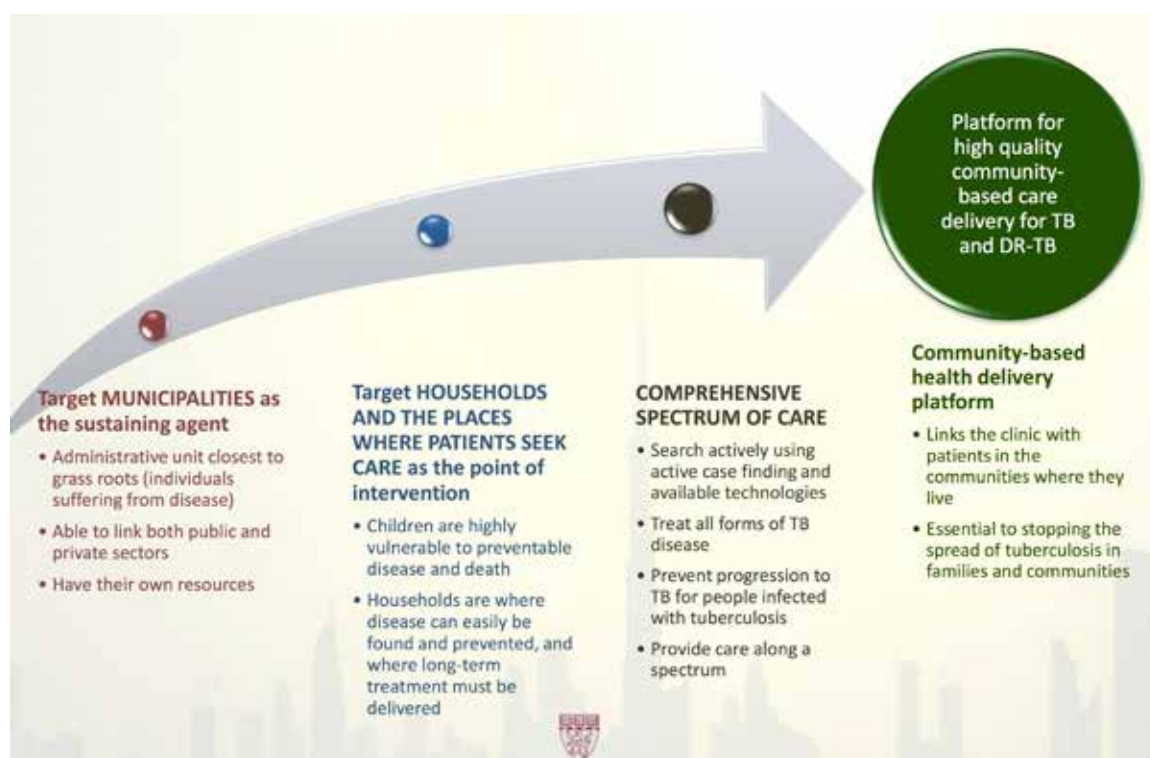 Platform for
high quality
community-
based care
delivery for TB
and DR-TB
Target MUNICIPALITIES as
the sustaining agent
• Administrative unit closest to
grass roots (individuals
suffering from disease)
• Able to link both public and
private sectors
• Have their own resources
Target HOUSEHOLDS
AND THE PLACES
WHERE PATIENTS SEEK
CARE as the point of
intervention
• Children are highly
vulnerable to preventable
disease and death
• Households are where
disease can easily be
found and prevented, and
where long-term
treatment must be
delivered
COMPREHENSIVE
SPECTRUM OF CARE
• Search actively using
active case finding and
available technologies
• Treat all forms of TB
disease
• Prevent progression to
TB for people infected
with tuberculosis
• Provide care along a
spectrum
Community-based
health delivery
platform
• Links the clinic with
patients in the
communities where they
live
• Essential to stopping the
spread of tuberculosis in
families and communities